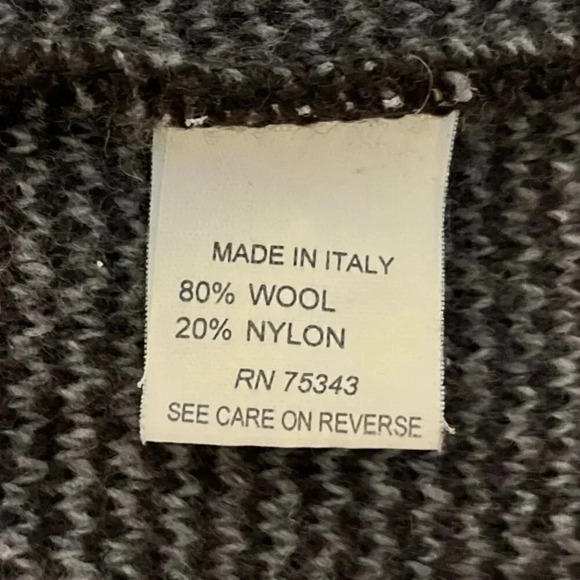 MADE IN ITALY
80% WOOL
20% NYLON
RN 75343
SEE CARE ON REVERSE